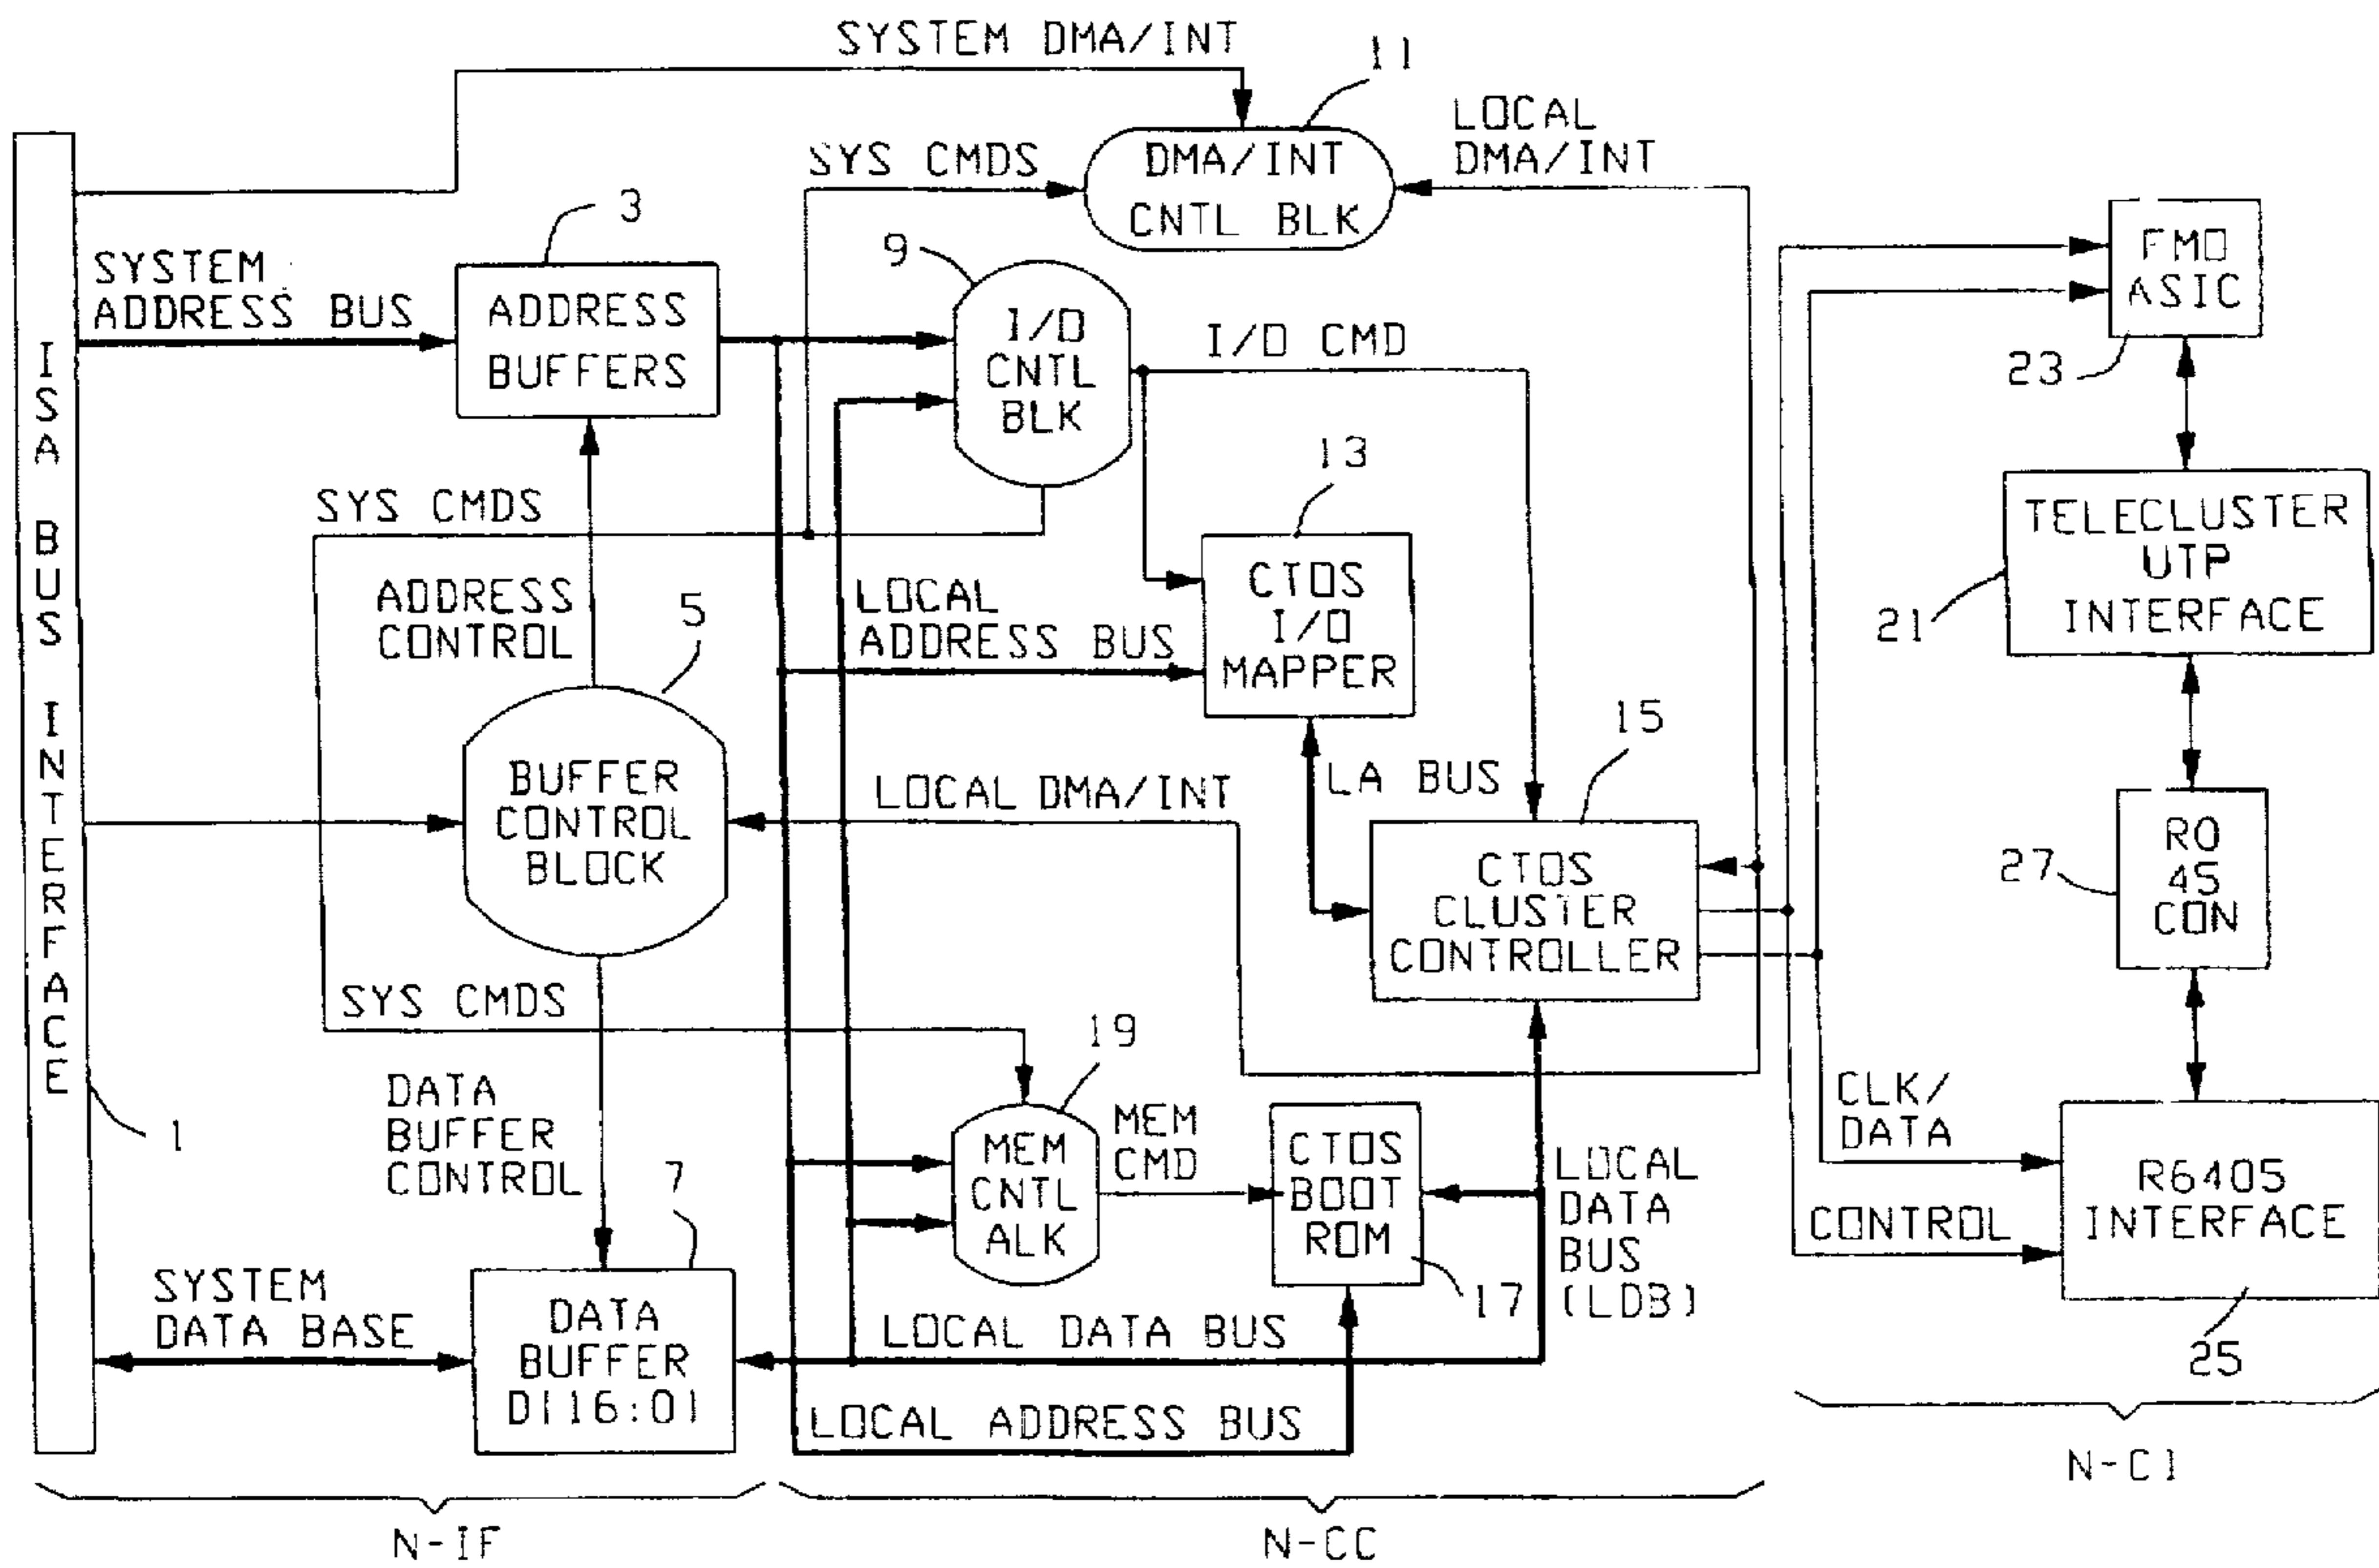 SYSTEM DMA/INT
11
LOCAL
DMA/INT
SYS CMDS
DMA/INT
CNTL BLK
3
9
SYSTEM
ADDRESS BUS
ADDRESS
BUFFERS
I/O
CNTL
BLK
I/O CMD
FMO
ASIC
23
ISA BUS INTERFACE
1
SYS CMDS
ADDRESS
CONTROL
5
LOCAL
ADDRESS BUS
13
CTOS
I/O
MAPPER
TELECLUSTER
UTP
INTERFACE
21
BUFFER
CONTROL
BLOCK
LOCAL DMA/INT
LA BUS
15
CTOS
CLUSTER
CONTROLLER
RO
45
CON
27
SYS CMDS
19
DATA
BUFFER
CONTROL
7
MEM
CNTL
ALK
MEM
CMD
CTOS
BOOT
ROM
17
LOCAL
DATA
BUS
(LDB)
CLK/
DATA
CONTROL
R6405
INTERFACE
25
SYSTEM
DATA BASE
DATA
BUFFER
D[16:0]
LOCAL DATA BUS
LOCAL ADDRESS BUS
N-IF
N-CC
N-CI